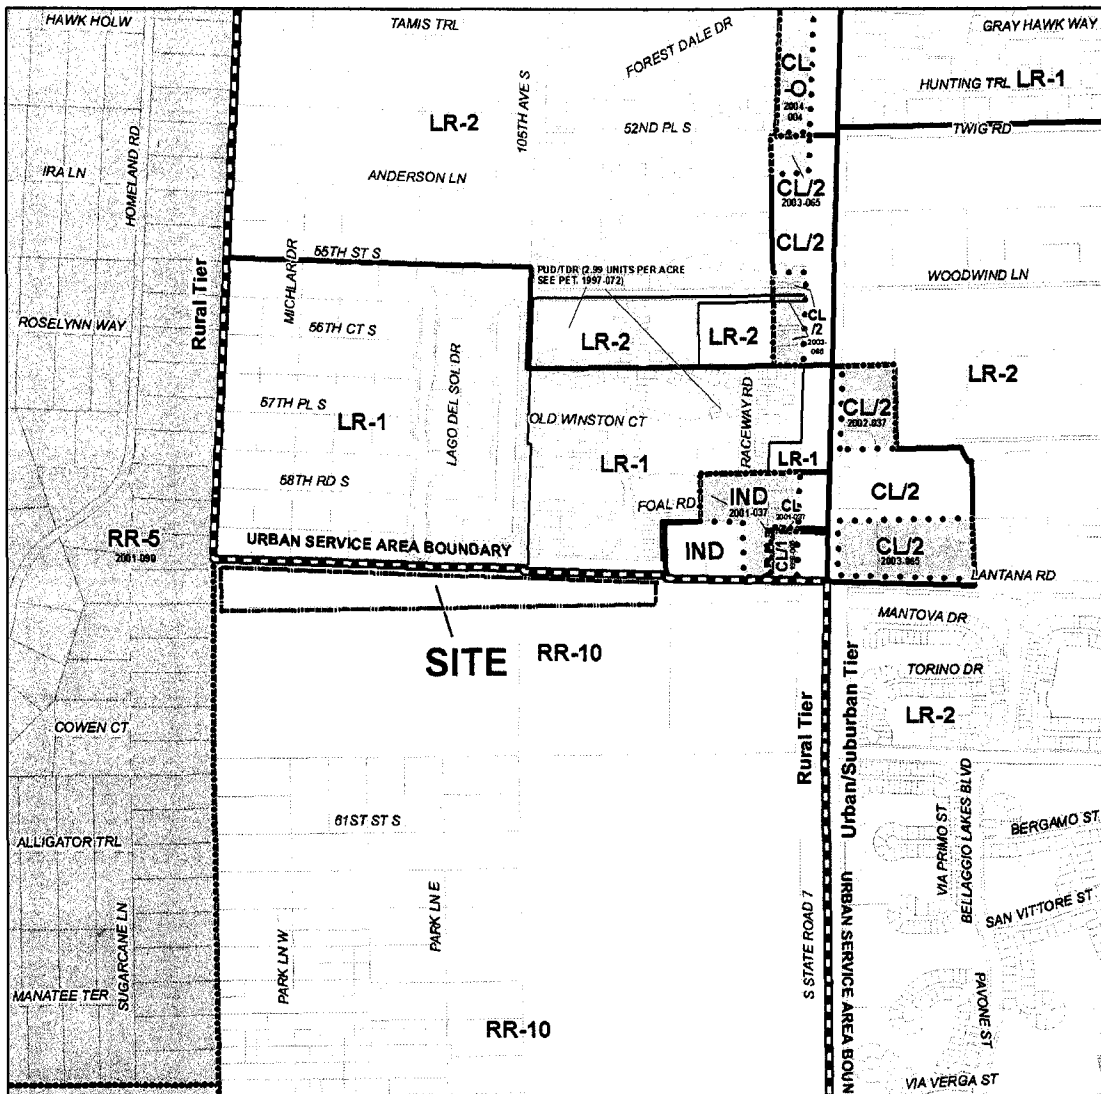 HAWK HOLW
TAMIS TRL
FOREST DALE DR
GRAY HAWK WAY
CL
-O
2004-
004
HUNTING TRL
LR-1
HOMELAND RD
105TH AVE S
LR-2
52ND PL S
TWIG RD
IRA LN
ANDERSON LN
CL/2
2003-065
CL/2
MICHLAR DR
55TH ST S
PUD/TDR (2.99 UNITS PER ACRE
SEE PET. 1997-072)
WOODWIND LN
Rural Tier
ROSELYNN WAY
56TH CT S
LR-2
LR-2
CL
/2
2003-
LAGO DEL SOL DR
RACEWAY RD
LR-2
57TH PL S
LR-1
OLD WINSTON CT
CL/2
2002-037
LR-1
LR-1
58TH RD S
FOAL RD
IND
2001-037
CL
2001-037
CL/2
RR-5
2001-090
URBAN SERVICE AREA BOUNDARY
IND
CL/1
CL/2
2003-065
LANTANA RD
MANTOVA DR
SITE
RR-10
TORINO DR
LR-2
Rural Tier
Urban/Suburban Tier
COWEN CT
61ST ST S
VIA PRIMO ST
BELLAGGIO LAKES BLVD
BERGAMO ST
ALLIGATOR TRL
SUGARCANE LN
PARK LN W
PARK LN E
S STATE ROAD 7
URBAN SERVICE AREA BOUN
SAN VITTORE ST
MANATEE TER
PAVONE ST
RR-10
VIA VERGA ST